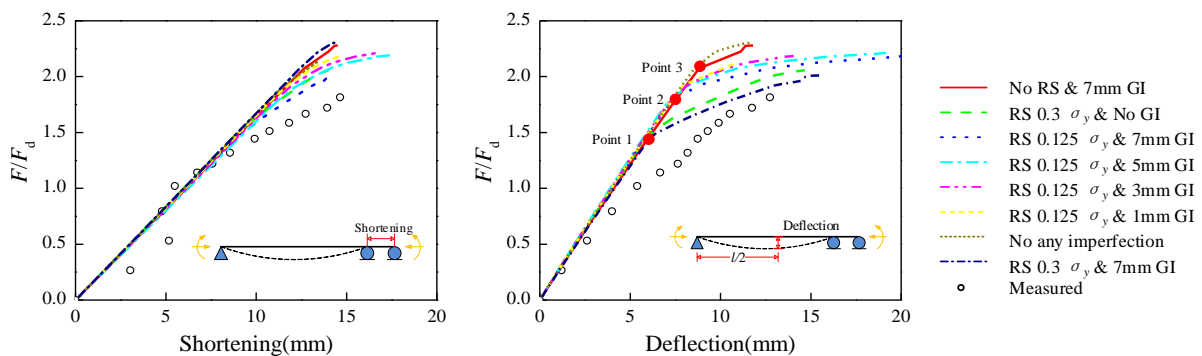 2.5
2.0
1.5
1.0
0.5
0.0
F/Fd
0 5 10 15 20
Shortening(mm)
Shortening
2.5
2.0
1.5
1.0
0.5
0.0
F/Fd
0 5 10 15 20
Deflection(mm)
Point 3
Point 2
Point 1
Deflection
l/2
No RS & 7mm GI
RS 0.3 σy & No GI
RS 0.125 σy & 7mm GI
RS 0.125 σy & 5mm GI
RS 0.125 σy & 3mm GI
RS 0.125 σy & 1mm GI
No any imperfection
RS 0.3 σy & 7mm GI
Measured